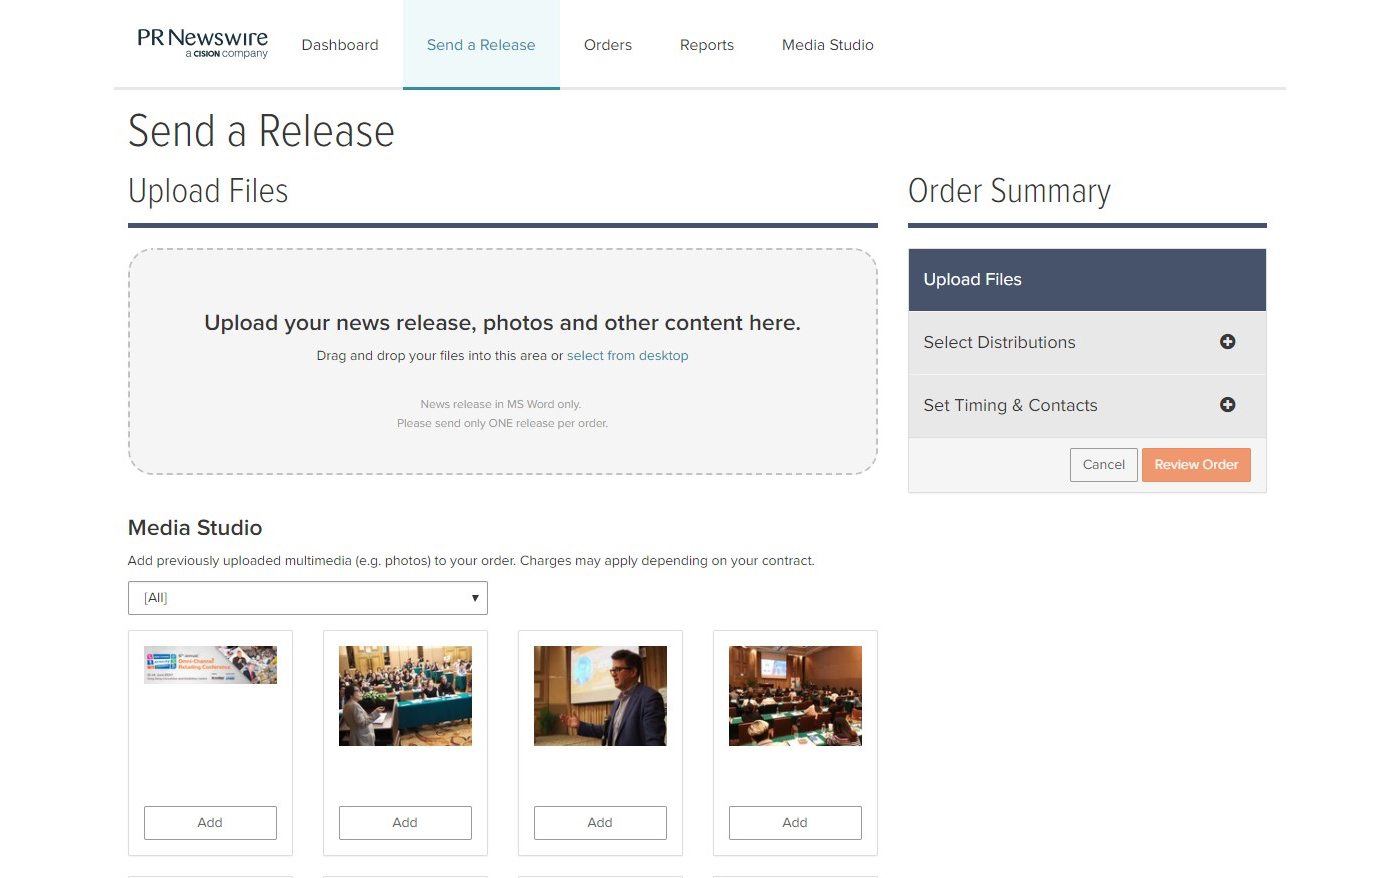 PR Newswire
a CISION company
Dashboard
Send a Release
Orders
Reports
Media Studio
Send a Release
Upload Files
Upload your news release, photos and other content here.
Drag and drop your files into this area or select from desktop
News release in MS Word only.
Please send only ONE release per order.
Order Summary
Upload Files
Select Distributions
Set Timing & Contacts
Cancel
Review Order
Media Studio
Add previously uploaded multimedia (e.g. photos) to your order. Charges may apply depending on your contract.
[All]
Omni-Channel
Retailing Conference
Add
Add
Add
Add